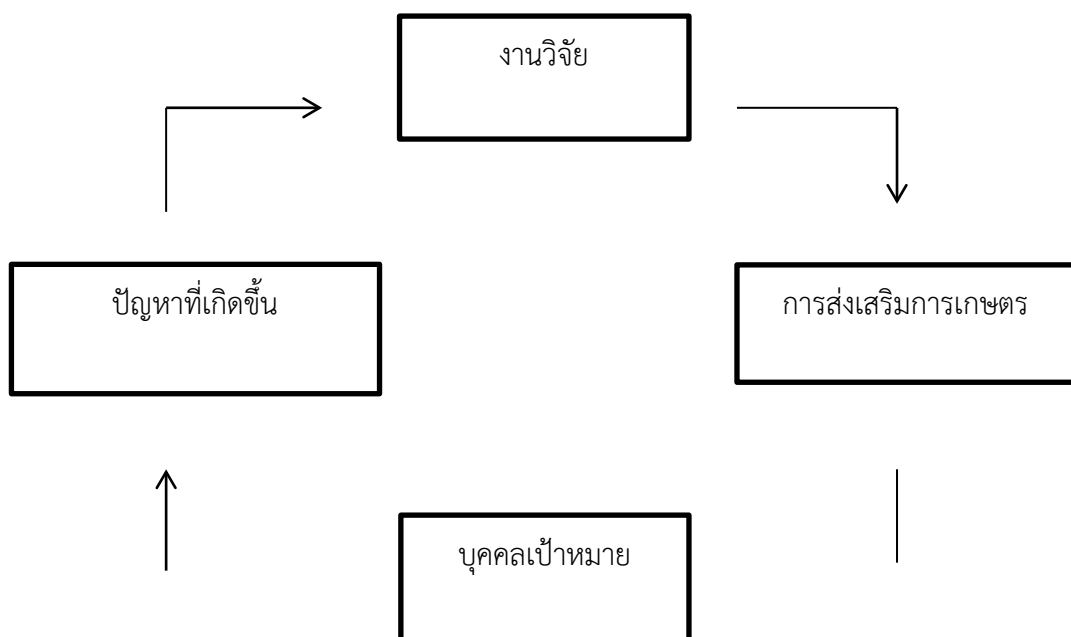 งานวิจัย
ปัญหาที่เกิดขึ้น
การส่งเสริมการเกษตร
บุคคลเป้าหมาย